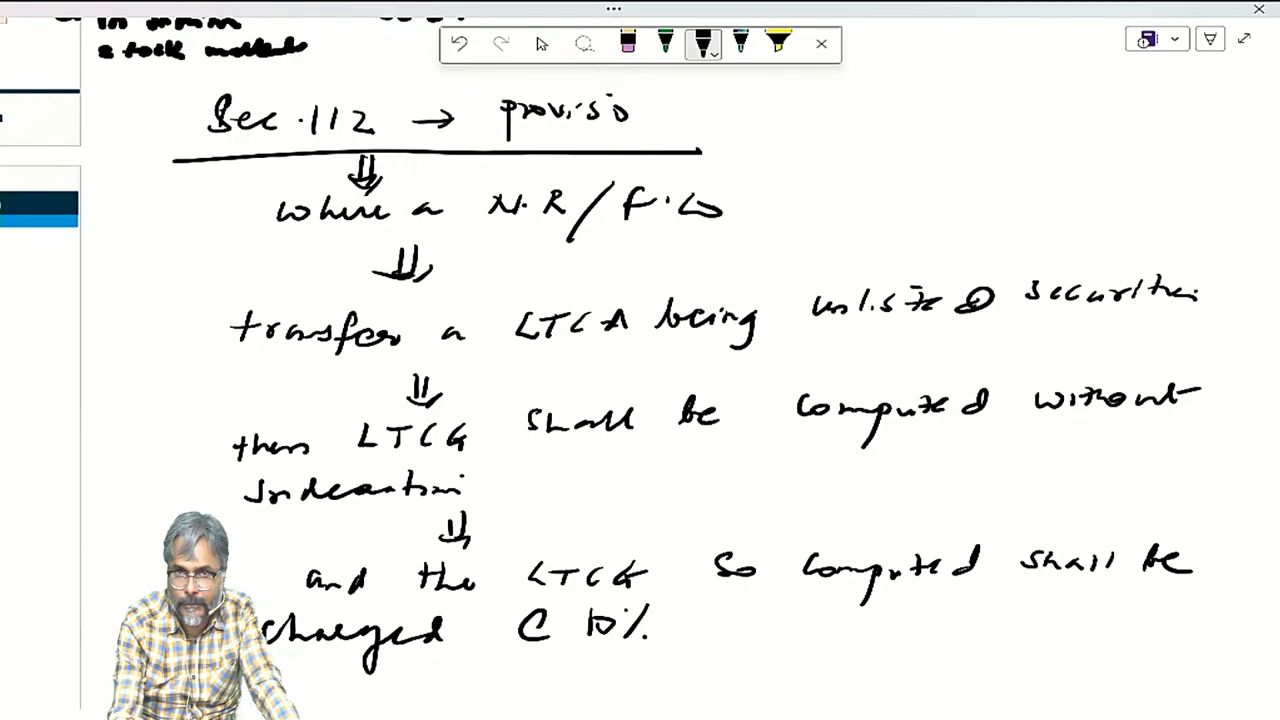 stock
Sec.112 → proviso
where a N.R/F.Co
transfer a LTCA being unlisted securities
then LTCG shall be computed without
Indexation
and the LTCG so computed shall be
charged @ 10%